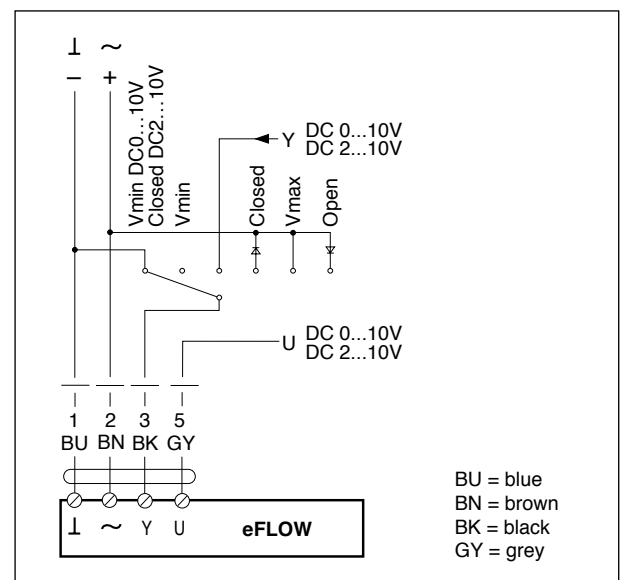 ⊥ ~
– +
Vmin DC0...10V
Closed DC2...10V
Vmin
Y DC 0...10V
DC 2...10V
Closed
Vmax
Open
U DC 0...10V
DC 2...10V
1 2 3 5
BU BN BK GY
⊥ ~ Y U eFLOW
BU = blue
BN = brown
BK = black
GY = grey